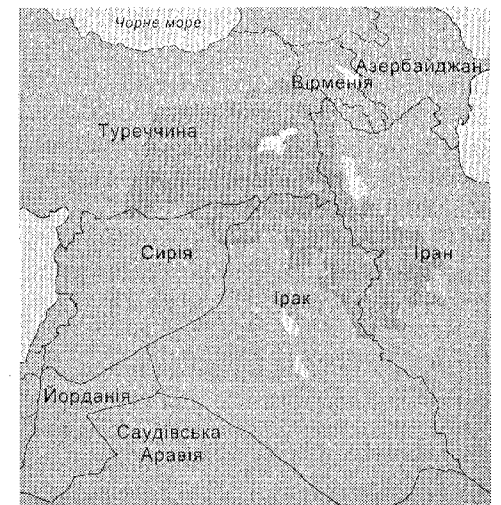 Чорне море
Азербайджан
Вірменія
Туреччина
Сирія
Іран
Ірак
Йорданія
Саудівська
Аравія